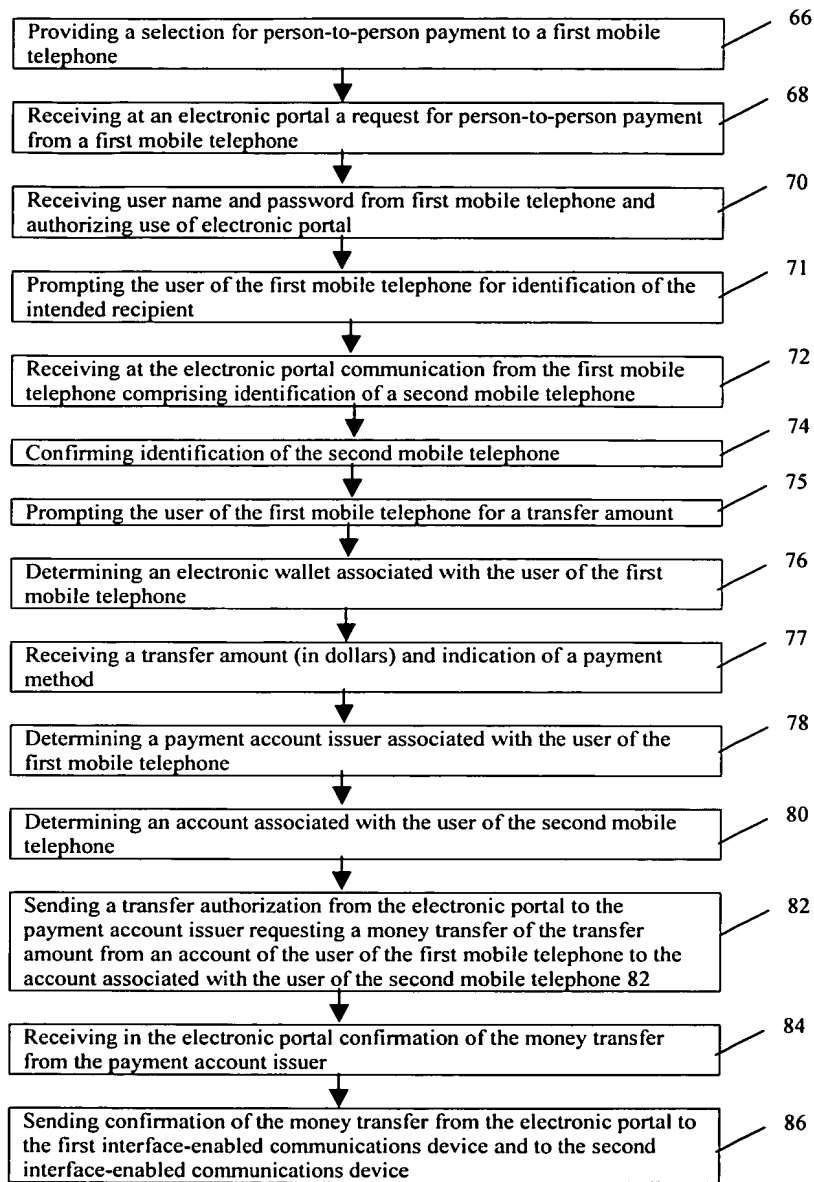 Providing a selection for person-to-person payment to a first mobile
telephone
66
Receiving at an electronic portal a request for person-to-person payment
from a first mobile telephone
68
Receiving user name and password from first mobile telephone and
authorizing use of electronic portal
70
Prompting the user of the first mobile telephone for identification of the
intended recipient
71
Receiving at the electronic portal communication from the first mobile
telephone comprising identification of a second mobile telephone
72
Confirming identification of the second mobile telephone
74
Prompting the user of the first mobile telephone for a transfer amount
75
Determining an electronic wallet associated with the user of the first
mobile telephone
76
Receiving a transfer amount (in dollars) and indication of a payment
method
77
Determining a payment account issuer associated with the user of the
first mobile telephone
78
Determining an account associated with the user of the second mobile
telephone
80
Sending a transfer authorization from the electronic portal to the
payment account issuer requesting a money transfer of the transfer
amount from an account of the user of the first mobile telephone to the
account associated with the user of the second mobile telephone 82
82
Receiving in the electronic portal confirmation of the money transfer
from the payment account issuer
84
Sending confirmation of the money transfer from the electronic portal to
the first interface-enabled communications device and to the second
interface-enabled communications device
86